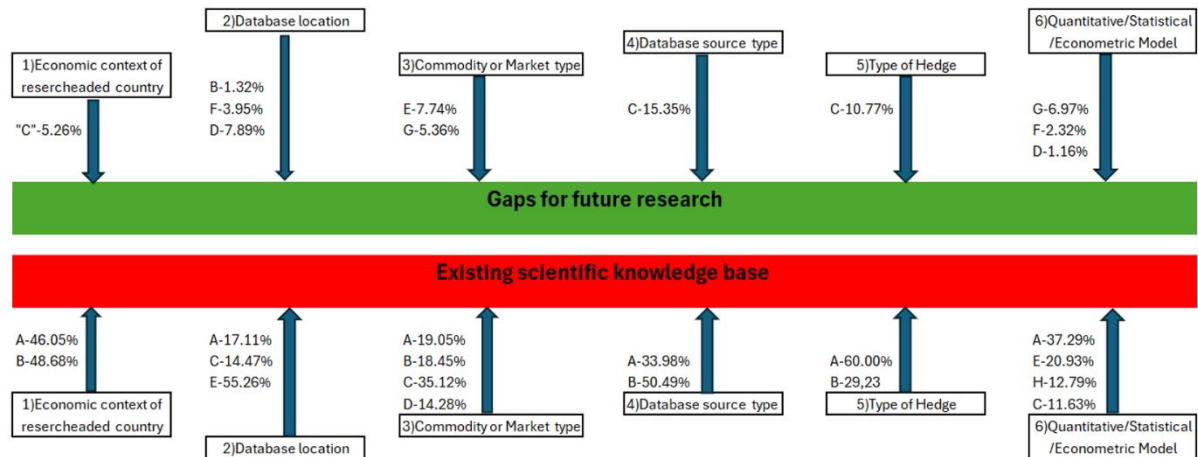 1)Economic context of
resercheaded country
"C"-5.26%
2)Database location
B-1.32%
F-3.95%
D-7.89%
3)Commodity or Market type
E-7.74%
G-5.36%
4)Database source type
C-15.35%
5)Type of Hedge
C-10.77%
6)Quantitative/Statistical
/Econometric Model
G-6.97%
F-2.32%
D-1.16%
Gaps for future research
Existing scientific knowledge base
A-46.05%
B-48.68%
1)Economic context of
resercheaded country
A-17.11%
C-14.47%
E-55.26%
2)Database location
A-19.05%
B-18.45%
C-35.12%
D-14.28%
3)Commodity or Market type
A-33.98%
B-50.49%
4)Database source type
A-60.00%
B-29,23
5)Type of Hedge
A-37.29%
E-20.93%
H-12.79%
C-11.63%
6)Quantitative/Statistical
/Econometric Model